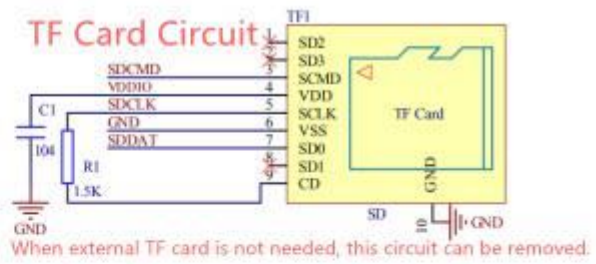 TF1
TF Card Circuit
1 SD2
2 SD3
SDCMD 3 SCMD
VDDIO 4 VDD
SDCLK 5 SCLK
GND 6 VSS
SDDAT 7 SD0
8 SD1
9 CD
C1
104
R1
1.5K
TF Card
GND
SD
10
GND
GND
When external TF card is not needed, this circuit can be removed.